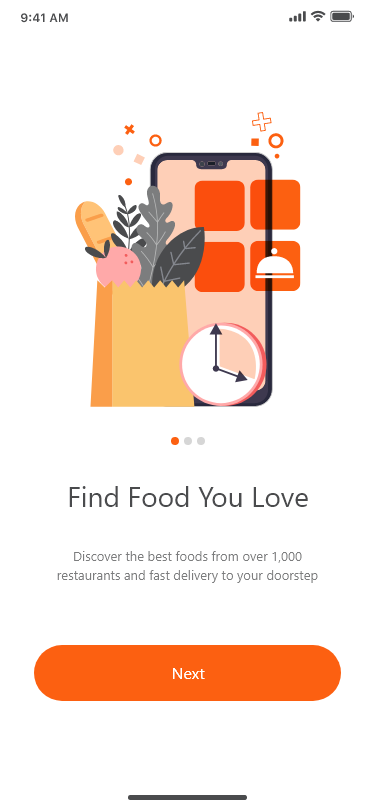 9:41 AM
Find Food You Love
Discover the best foods from over 1,000
restaurants and fast delivery to your doorstep
Next